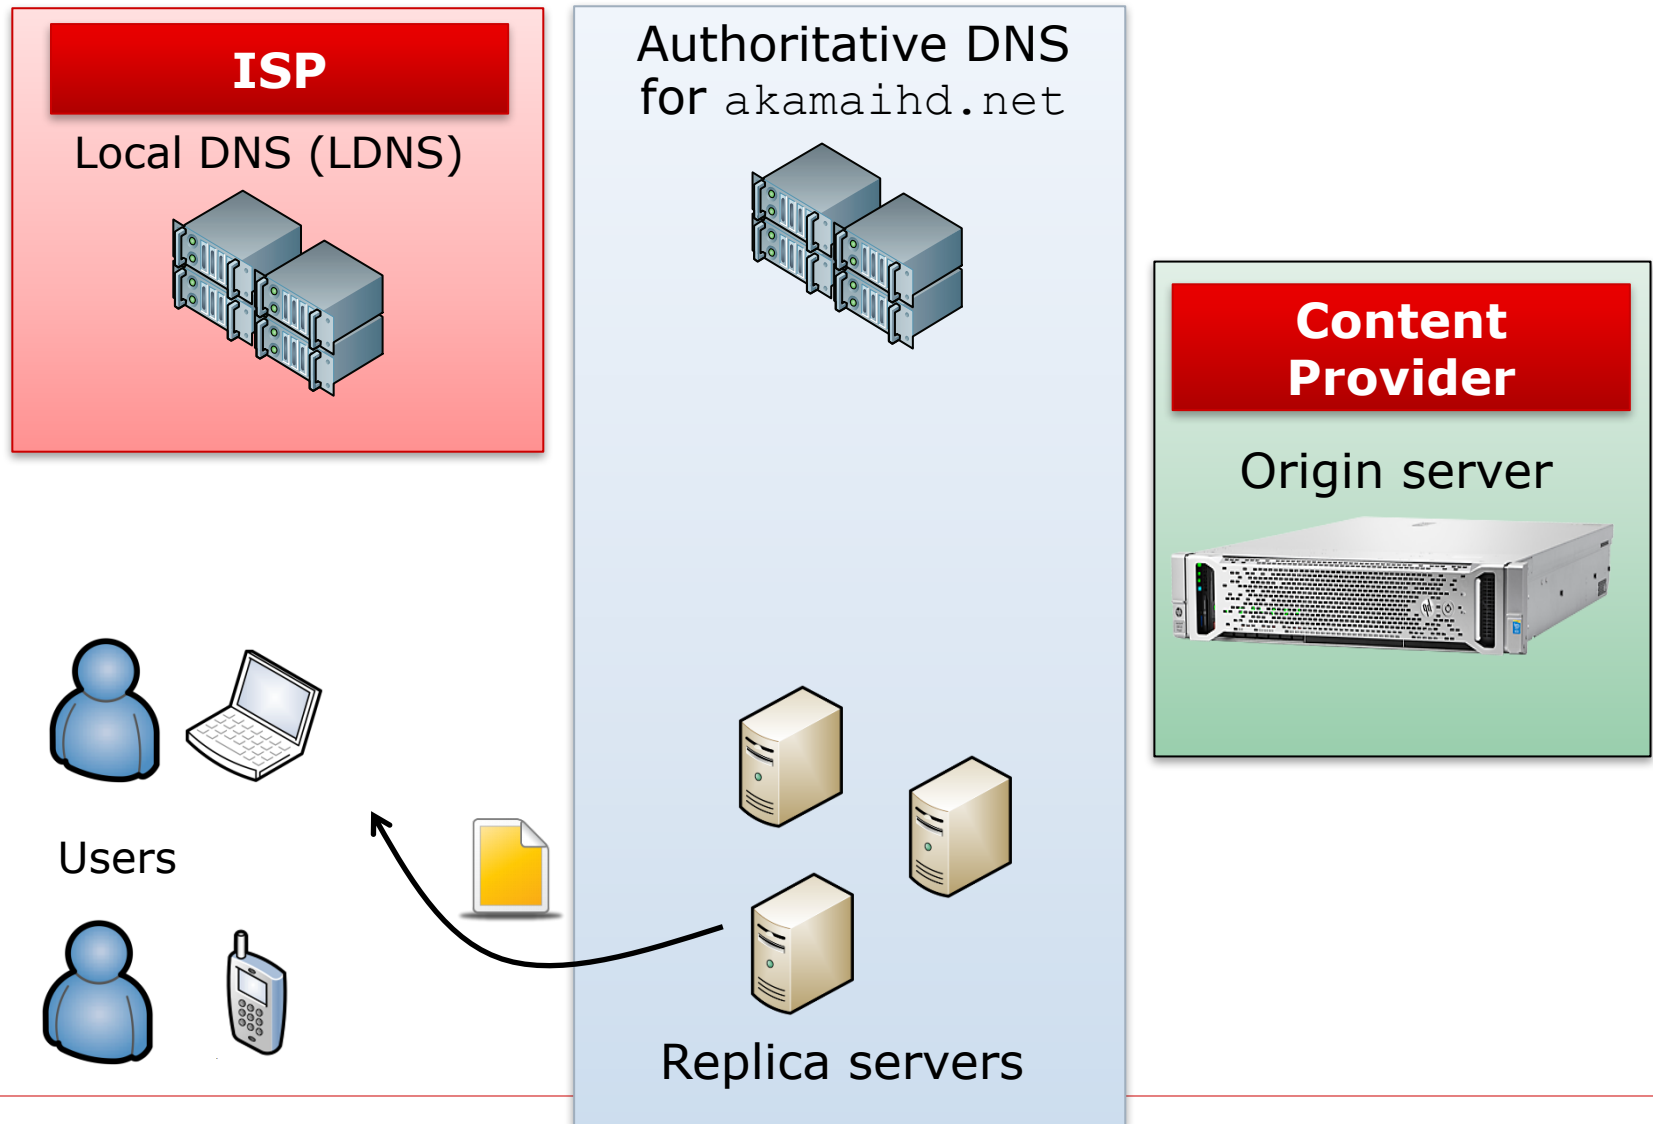 ISP
Local DNS (LDNS)
Authoritative DNS
for akamaihd.net
Content
Provider
Origin server
Users
Replica servers